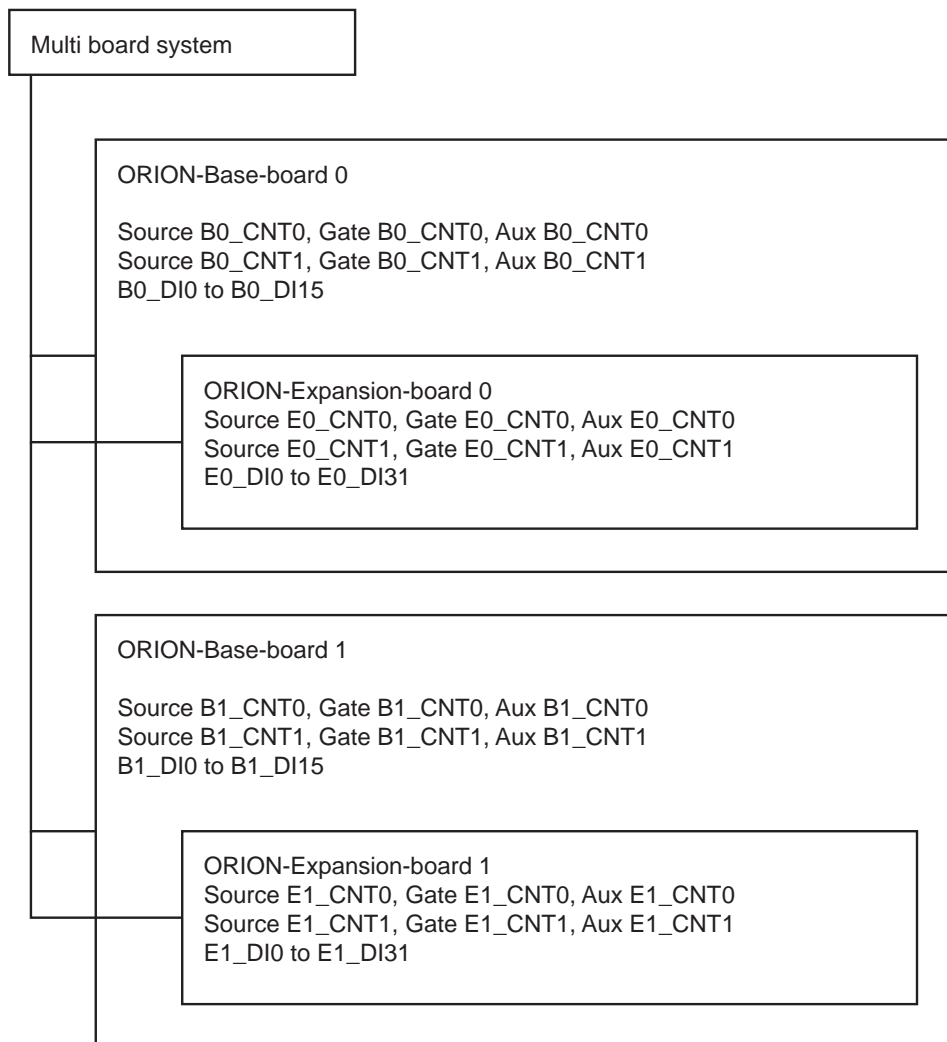 Multi board system
ORION-Base-board 0
Source B0_CNT0, Gate B0_CNT0, Aux B0_CNT0
Source B0_CNT1, Gate B0_CNT1, Aux B0_CNT1
B0_DI0 to B0_DI15
ORION-Expansion-board 0
Source E0_CNT0, Gate E0_CNT0, Aux E0_CNT0
Source E0_CNT1, Gate E0_CNT1, Aux E0_CNT1
E0_DI0 to E0_DI31
ORION-Base-board 1
Source B1_CNT0, Gate B1_CNT0, Aux B1_CNT0
Source B1_CNT1, Gate B1_CNT1, Aux B1_CNT1
B1_DI0 to B1_DI15
ORION-Expansion-board 1
Source E1_CNT0, Gate E1_CNT0, Aux E1_CNT0
Source E1_CNT1, Gate E1_CNT1, Aux E1_CNT1
E1_DI0 to E1_DI31